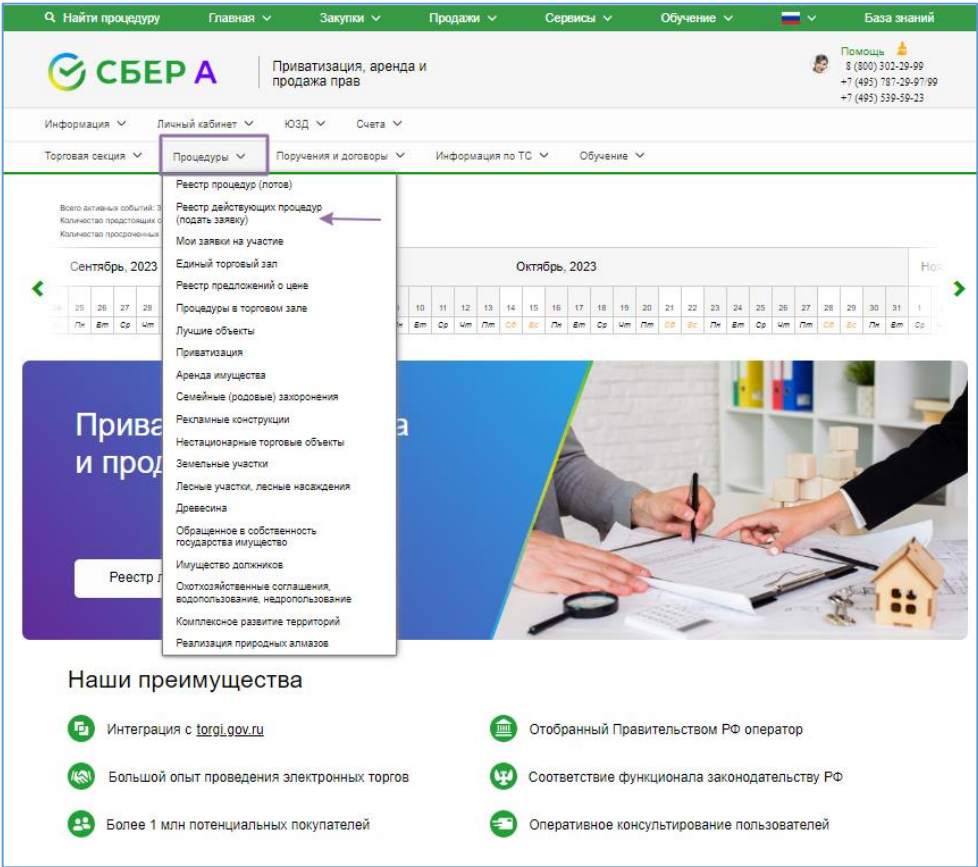 Найти процедуру Главная Закупки Продажи Сервисы Обучение База знаний
СБЕР А
Приватизация, аренда и
продажа прав
Помощь
8 (800) 302-29-99
+7 (495) 787-29-97/99
+7 (495) 539-59-23
Информация Личный кабинет ЮЗД Счета
Торговая секция Процедуры Поручения и договоры Информация по ТС Обучение
Реестр процедур (лотов)
Реестр действующих процедур
(подать заявку)
Мои заявки на участие
Единый торговый зал
Реестр предложений о цене
Процедуры в торговом зале
Лучшие объекты
Приватизация
Аренда имущества
Семейные (родовые) захоронения
Рекламные конструкции
Нестационарные торговые объекты
Земельные участки
Лесные участки, лесные насаждения
Древесина
Обращенное в собственность
государства имущество
Имущество должников
Охотхозяйственные соглашения,
водопользование, недропользование
Комплексное развитие территорий
Реализация природных алмазов
Всего активных событий: 3
Количество предстоящих с
Количество просроченных
Сентябрь, 2023 Октябрь, 2023 Ноя
25 26 27 28 10 11 12 13 14 15 16 17 18 19 20 21 22 23 24 25 26 27 28 29 30 31 1
Пн Вт Ср Чт Вт Ср Чт Пт Сб Вс Пн Вт Ср Чт Пт Сб Вс Пн Вт Ср Чт Пт Сб Вс Пн Вт Ср
Прива а
и прод
Реестр л
Наши преимущества
Интеграция с torgi.gov.ru
Отобранный Правительством РФ оператор
Большой опыт проведения электронных торгов
Соответствие функционала законодательству РФ
Более 1 млн потенциальных покупателей
Оперативное консультирование пользователей